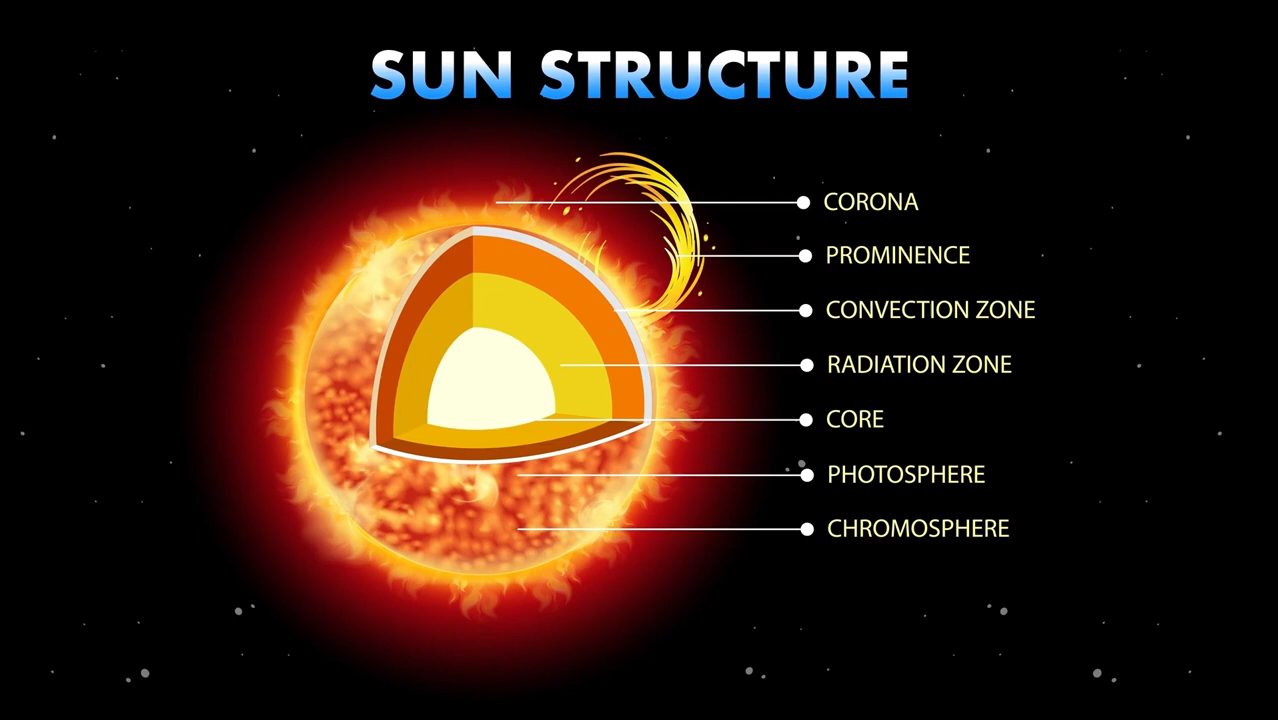 SUN STRUCTURE
CORONA
PROMINENCE
CONVECTION ZONE
RADIATION ZONE
CORE
PHOTOSPHERE
CHROMOSPHERE